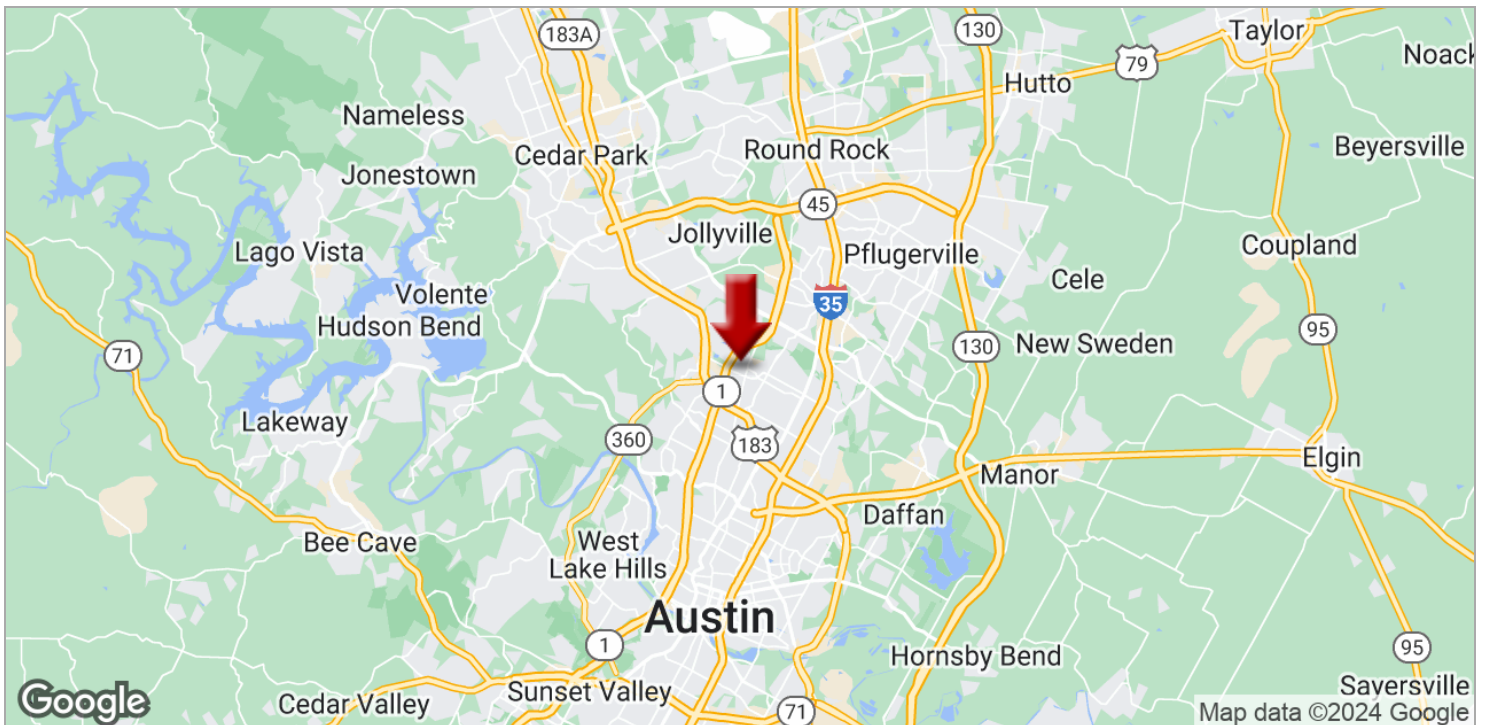 183A
130
Taylor
79
Hutto
Nameless
Cedar Park
Round Rock
Beyersville
Jonestown
45
Jollyville
Lago Vista
Pflugerville
Coupland
Cele
Volente
35
Hudson Bend
95
71
130
New Sweden
1
Lakeway
360
183
Elgin
Manor
Daffan
Bee Cave
West
Lake Hills
Austin
1
Hornsby Bend
95
Sunset Valley
Cedar Valley
71
Sayersville
Google
Map data ©2024 Google